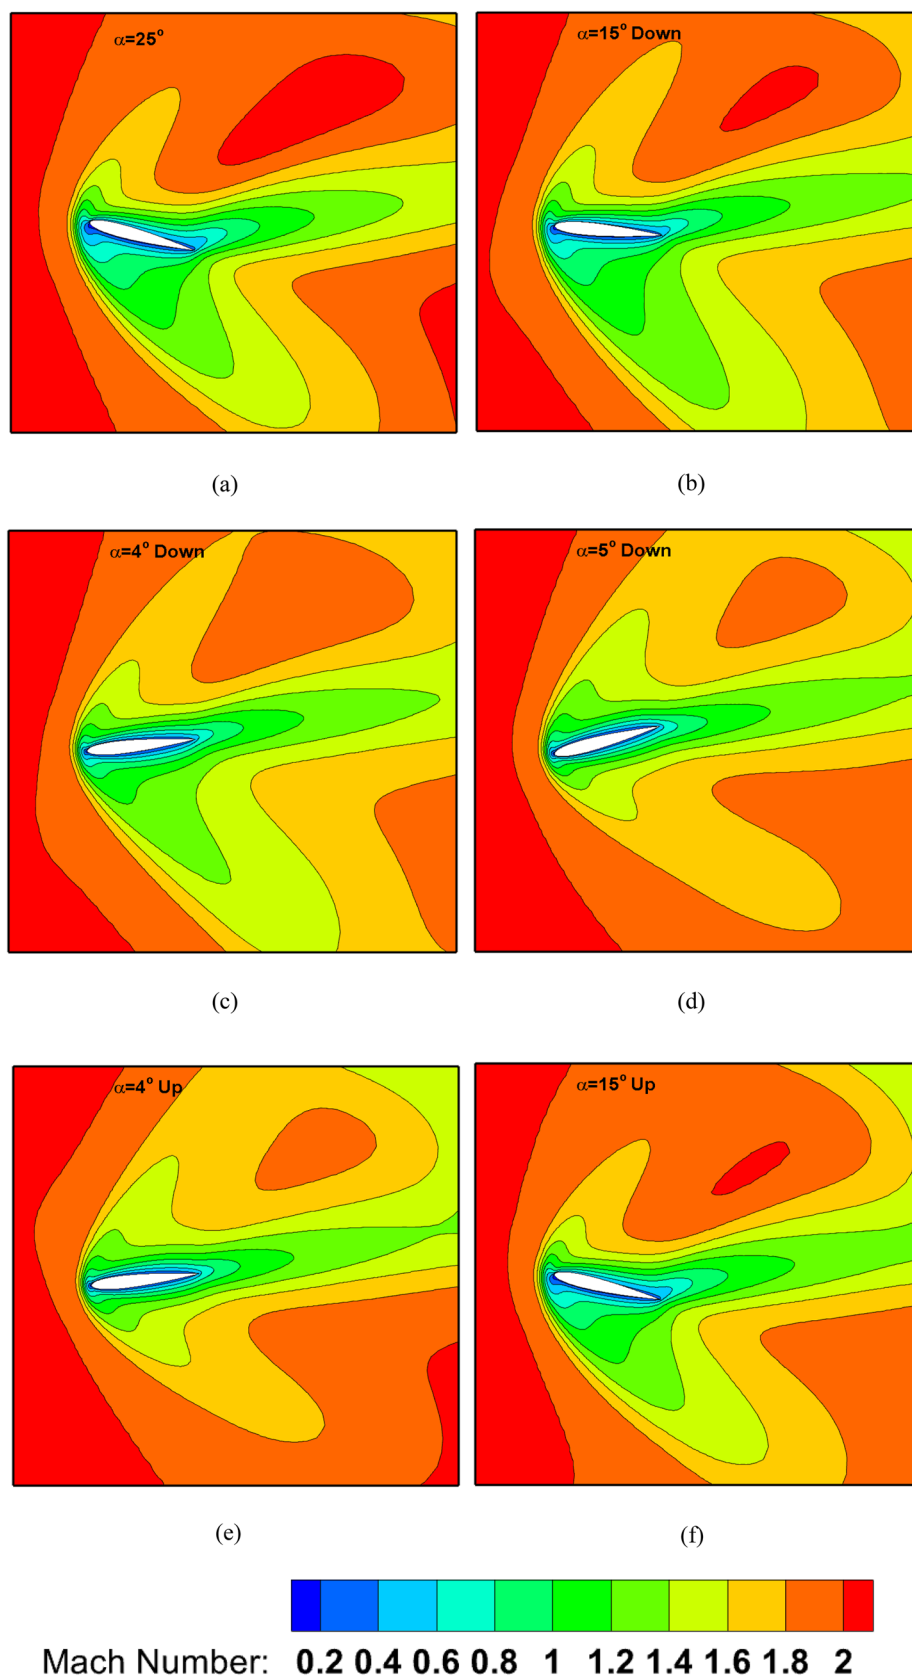 α=25°
α=15° Down
(a)
(b)
α=4° Down
α=5° Down
(c)
(d)
α=4° Up
α=15° Up
(e)
(f)
Mach Number: 0.2 0.4 0.6 0.8 1 1.2 1.4 1.6 1.8 2